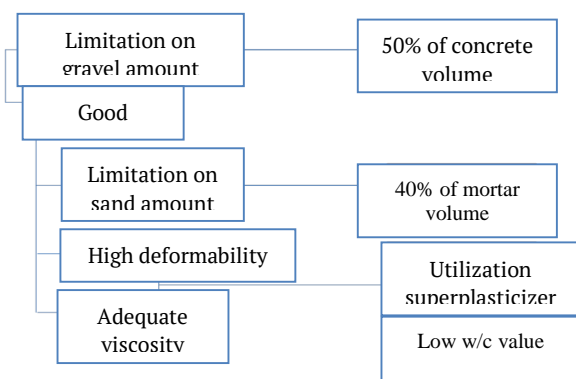 Limitation on
gravel amount
50% of concrete
volume
Good
Limitation on
sand amount
40% of mortar
volume
High deformability
Utilization
superplasticizer
Adequate
viscosity
Low w/c value